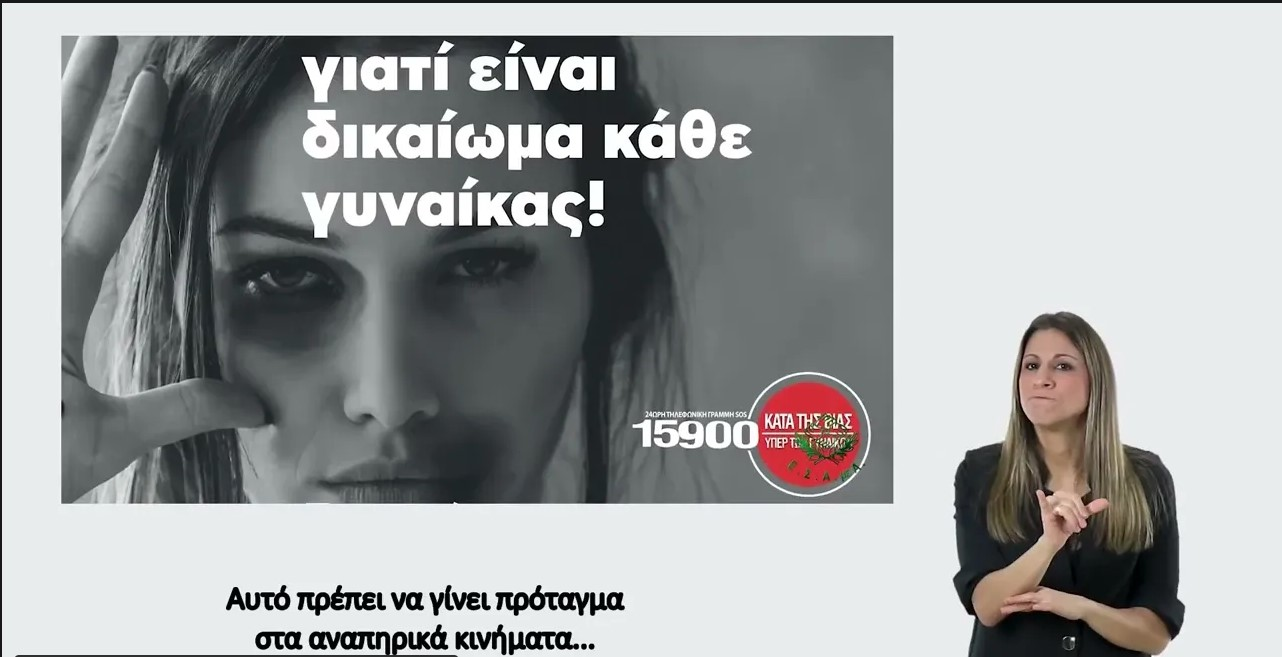 γιατί είναι
δικαίωμα κάθε
γυναίκας!
24ΩΡΗ ΤΗΛΕΦΩΝΙΚΗ ΓΡΑΜΜΗ SOS
15900
ΚΑΤΑ ΤΗΣ ΒΙΑΣ
ΥΠΕΡ
Αυτό πρέπει να γίνει πρόταγμα
στα αναπηρικά κινήματα...